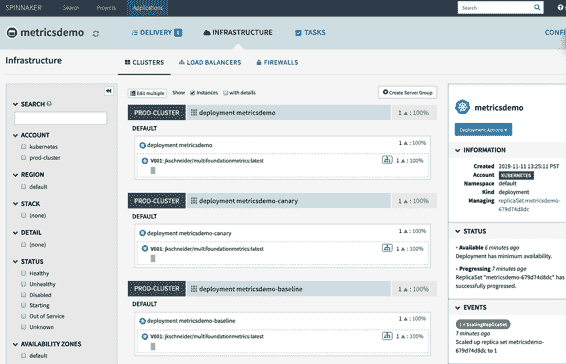 SPINNAKER Search Projects Applications Search
metricsdemo DELIVERY 1 INFRASTRUCTURE TASKS CONFI
Infrastructure CLUSTERS LOAD BALANCERS FIREWALLS
SEARCH
ACCOUNT
kubernetes
prod-cluster
REGION
default
STACK
(none)
DETAIL
(none)
STATUS
Healthy
Unhealthy
Disabled
Starting
Out of Service
Unknown
AVAILABILITY ZONES
default
Edit multiple Show Instances with details Create Server Group
PROD-CLUSTER deployment metricsdemo 1 : 100%
DEFAULT
deployment metricsdemo 1 : 100%
V001: jkschneider/multifoundationmetrics:latest 1 : 100%
PROD-CLUSTER deployment metricsdemo-canary 1 : 100%
DEFAULT
deployment metricsdemo-canary 1 : 100%
V001: jkschneider/multifoundationmetrics:latest 1 : 100%
PROD-CLUSTER deployment metricsdemo-baseline 1 : 100%
DEFAULT
deployment metricsdemo-baseline 1 : 100%
V001: jkschneider/multifoundationmetrics:latest 1 : 100%
metricsdemo
Deployment Actions
INFORMATION
Created 2019-11-11 13:25:11 PST
Account KUBERNETES
Namespace default
Kind deployment
Managing replicaSet metricsdemo-
679d74d8dc
STATUS
• Available 6 minutes ago
Deployment has minimum availability.
• Progressing 7 minutes ago
ReplicaSet "metricsdemo-679d74d8dc" has
successfully progressed.
EVENTS
1 × ScalingReplicaSet
7 minutes ago
Scaled up replica set metricsdemo-
679d74d8dc to 1